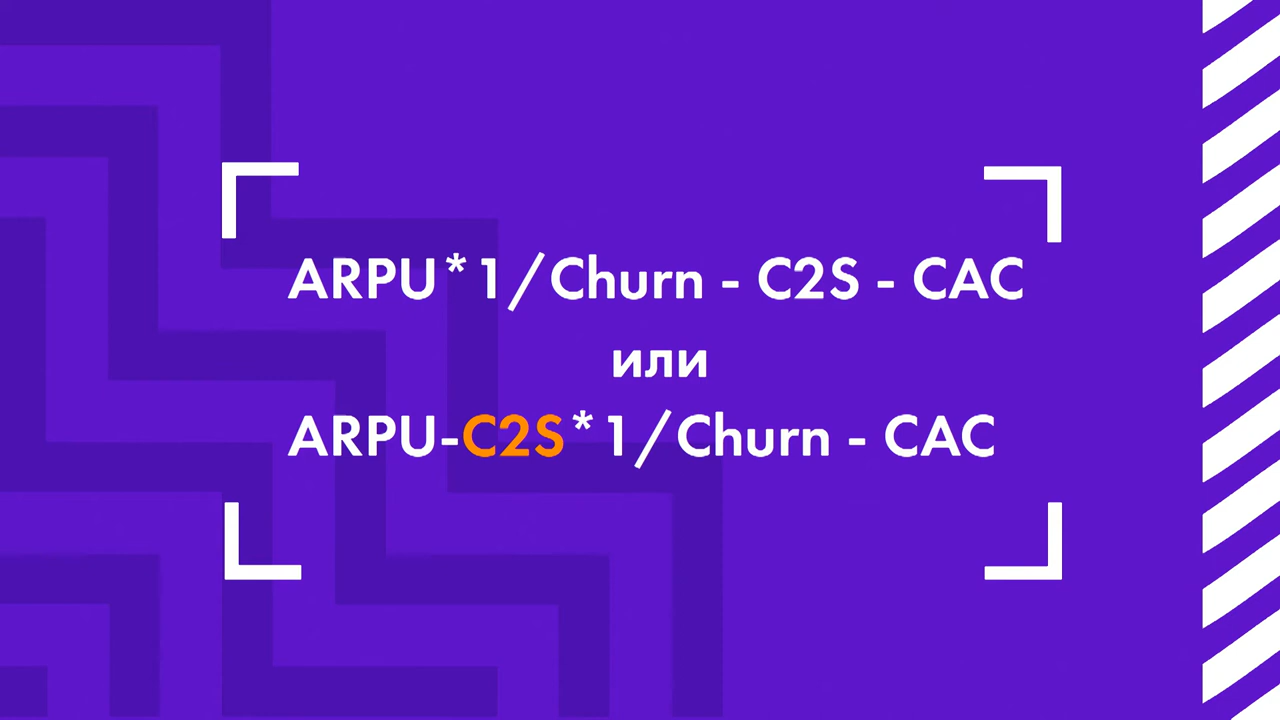 ARPU*1/Churn - C2S - CAC
или
ARPU-C2S*1/Churn - CAC